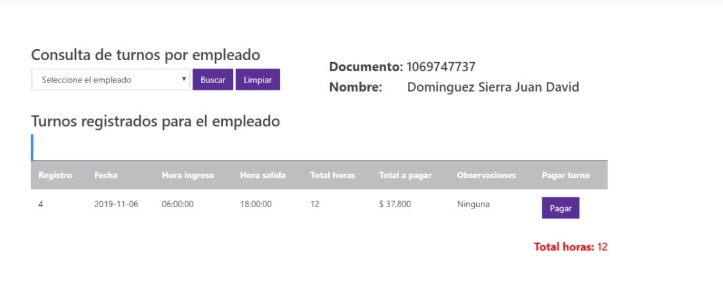 Consulta de turnos por empleado
Seleccione el empleado Buscar Limpiar
Documento: 1069747737
Nombre: Dominguez Sierra Juan David
Turnos registrados para el empleado
Registro Fecha Hora ingreso Hora salida Total horas Total a pagar Observaciones Pagar turno
4 2019-11-06 06:00:00 18:00:00 12 $ 37,800 Ninguna Pagar
Total horas: 12